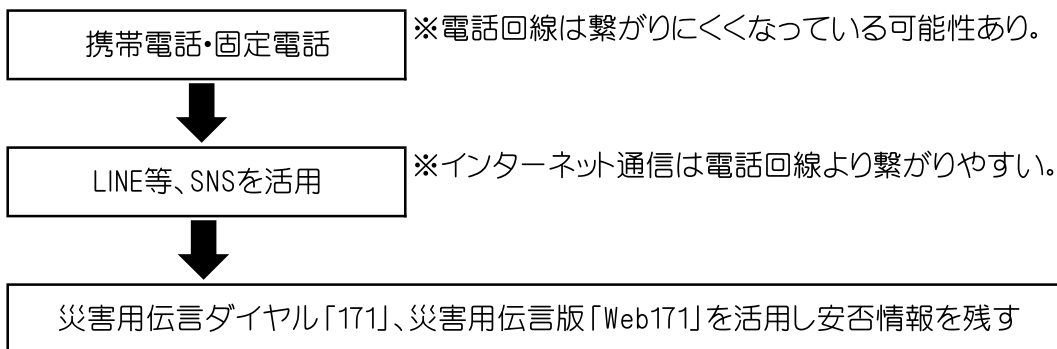 携帯電話・固定電話
※電話回線は繋がりにくくなっている可能性あり。
LINE等、SNSを活用
※インターネット通信は電話回線より繋がりやすい。
災害用伝言ダイヤル「171」、災害用伝言版「Web171」を活用し安否情報を残す